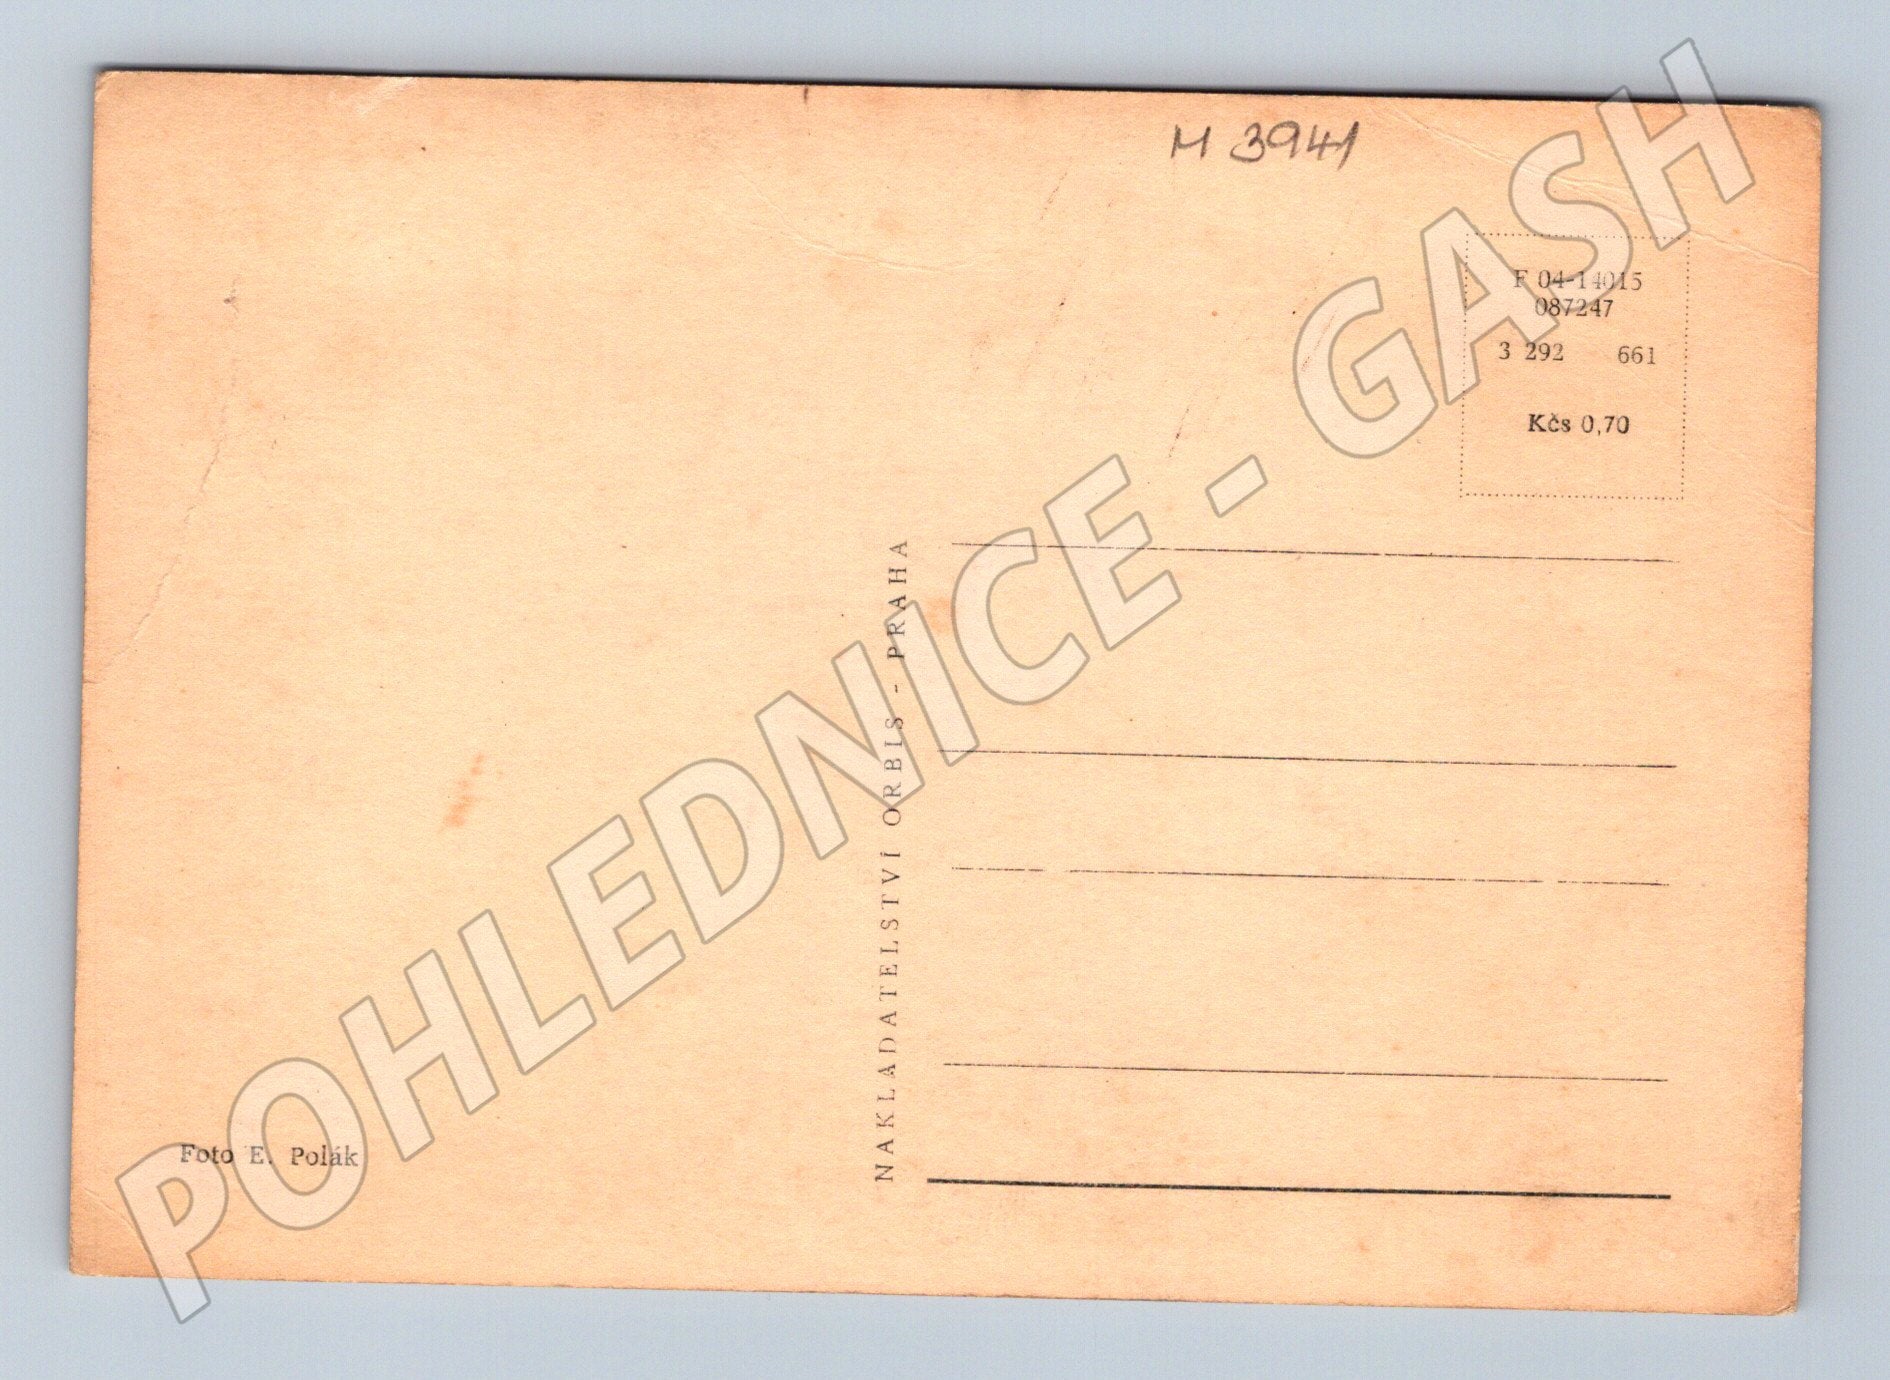 M 3941
F 04-14015
087247
3 292 661
Kčs 0,70
NAKLADATELSTVÍ ORBIS - PRAHA
Foto E. Polák
POHLEDNICE - GASH